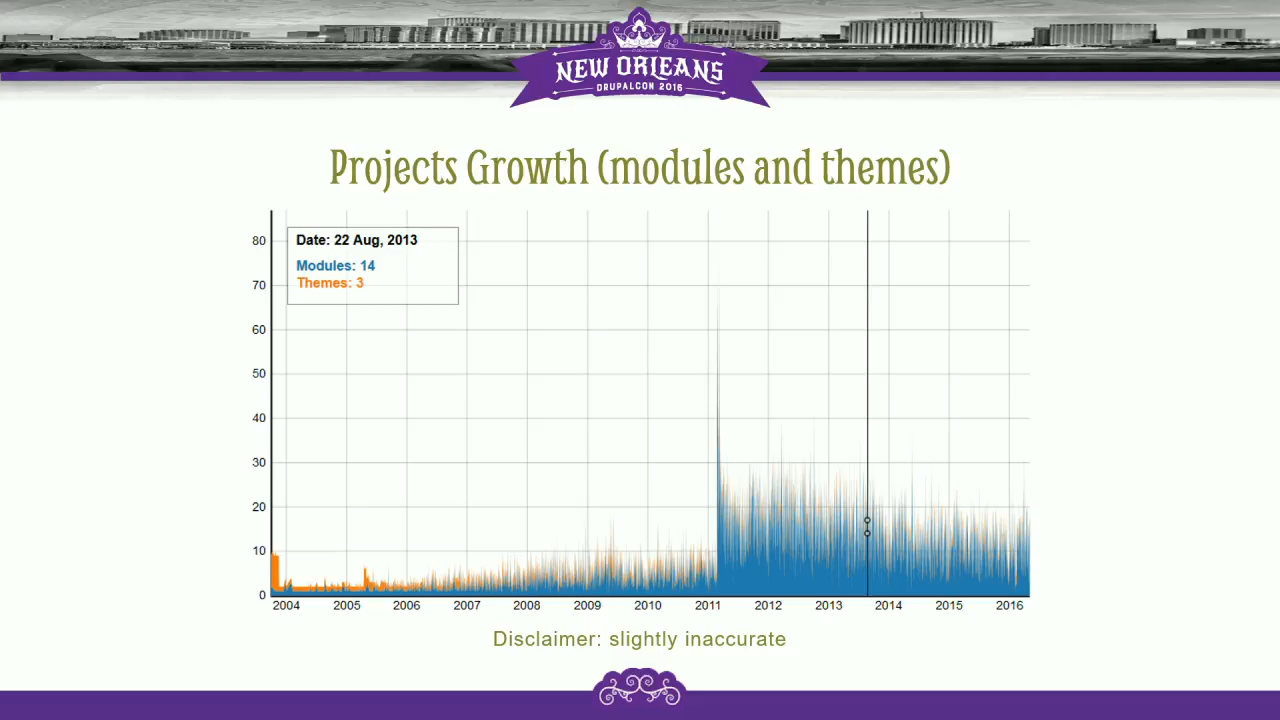 NEW ORLEANS
DRUPALCON 2016
Projects Growth (modules and themes)
Date: 22 Aug, 2013
Modules: 14
Themes: 3
80
70
60
50
40
30
20
10
0
2004 2005 2006 2007 2008 2009 2010 2011 2012 2013 2014 2015 2016
Disclaimer: slightly inaccurate